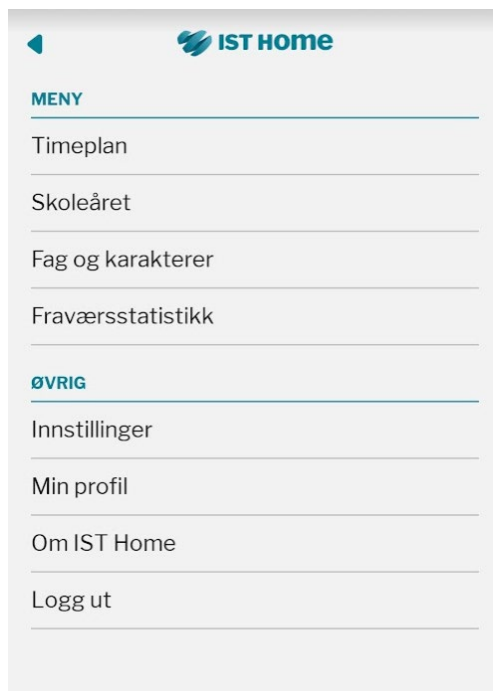 IST Home
MENY
Timeplan
Skoleåret
Fag og karakterer
Fraværsstatistikk
ØVRIG
Innstillinger
Min profil
Om IST Home
Logg ut